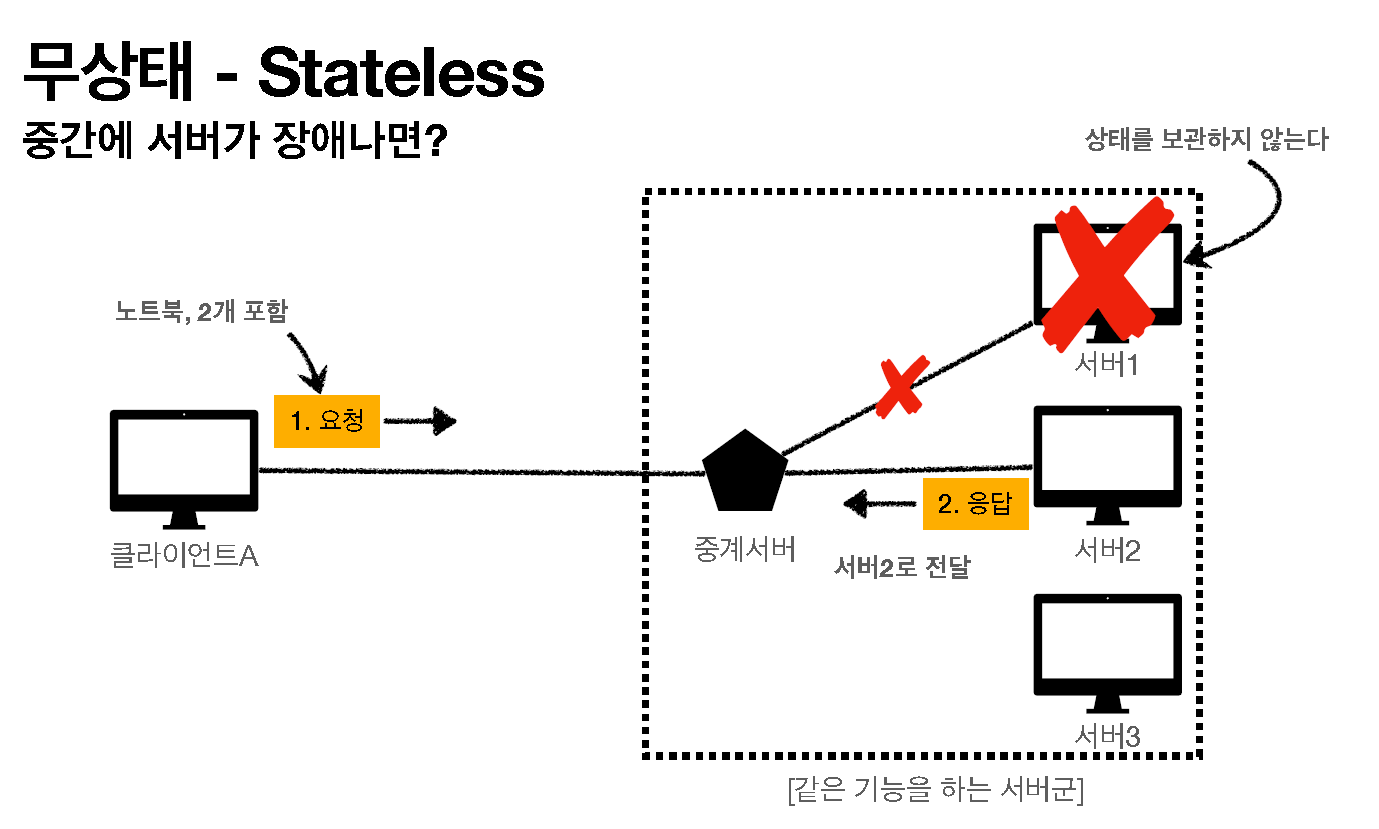 무상태 - Stateless
중간에 서버가 장애나면?
상태를 보관하지 않는다
노트북, 2개 포함
1. 요청
서버1
2. 응답
클라이언트A
중계서버
서버2로 전달
서버2
서버3
[같은 기능을 하는 서버군]